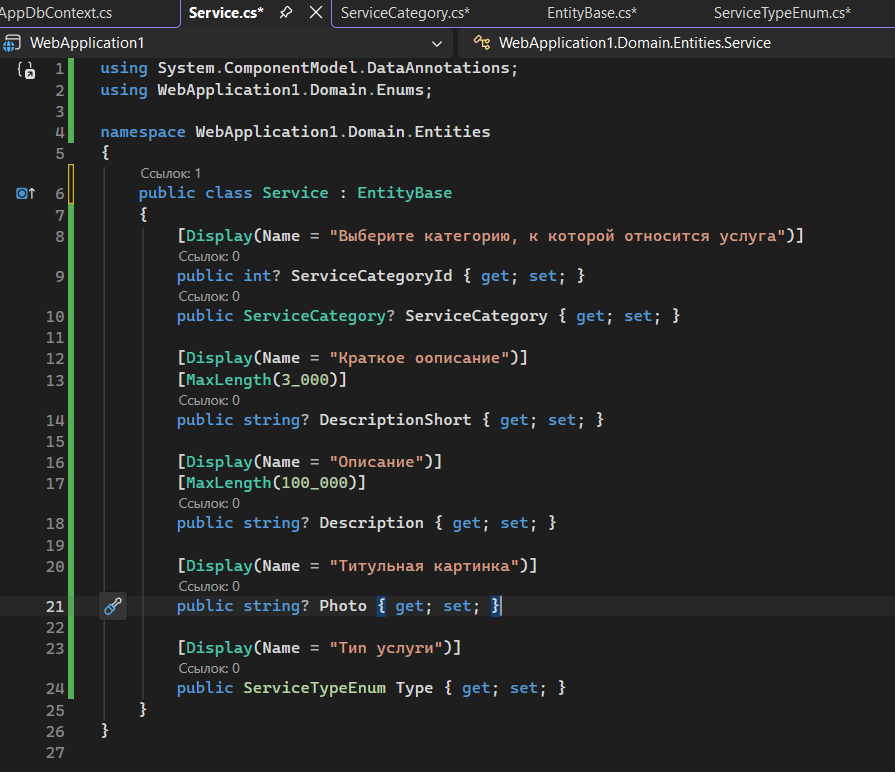 AppDbContext.cs Service.cs* ServiceCategory.cs* EntityBase.cs* ServiceTypeEnum.cs*
WebApplication1 WebApplication1.Domain.Entities.Service
1 using System.ComponentModel.DataAnnotations;
2 using WebApplication1.Domain.Enums;
3
4 namespace WebApplication1.Domain.Entities
5 {
Ссылок: 1
6 public class Service : EntityBase
7 {
8 [Display(Name = "Выберите категорию, к которой относится услуга")]
Ссылок: 0
9 public int? ServiceCategoryId { get; set; }
Ссылок: 0
10 public ServiceCategory? ServiceCategory { get; set; }
11
12 [Display(Name = "Краткое оописание")]
13 [MaxLength(3_000)]
Ссылок: 0
14 public string? DescriptionShort { get; set; }
15
16 [Display(Name = "Описание")]
17 [MaxLength(100_000)]
Ссылок: 0
18 public string? Description { get; set; }
19
20 [Display(Name = "Титульная картинка")]
Ссылок: 0
21 public string? Photo { get; set; }
22
23 [Display(Name = "Тип услуги")]
Ссылок: 0
24 public ServiceTypeEnum Type { get; set; }
25 }
26 }
27